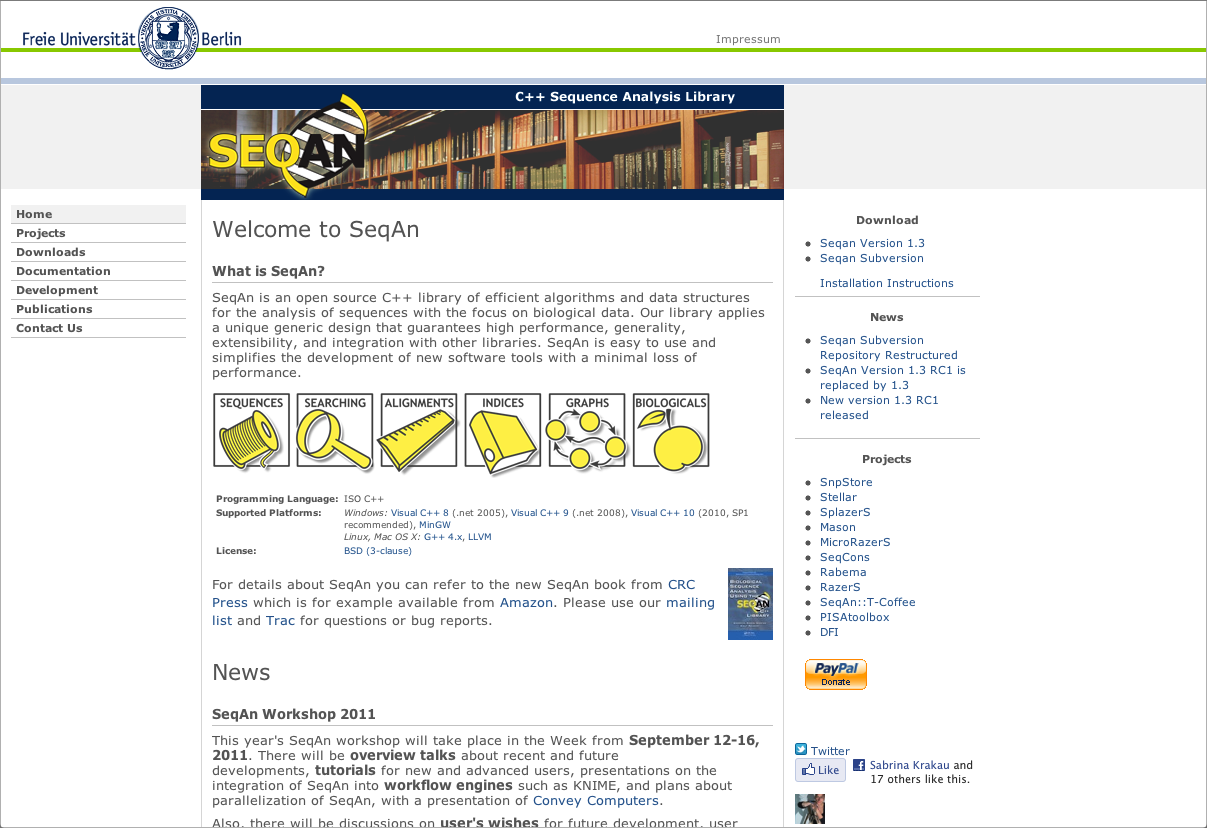 Freie Universität Berlin
Impressum
C++ Sequence Analysis Library
SEQAN
Home
Projects
Downloads
Documentation
Development
Publications
Contact Us
Welcome to SeqAn
What is SeqAn?
SeqAn is an open source C++ library of efficient algorithms and data structures
for the analysis of sequences with the focus on biological data. Our library applies
a unique generic design that guarantees high performance, generality,
extensibility, and integration with other libraries. SeqAn is easy to use and
simplifies the development of new software tools with a minimal loss of
performance.
SEQUENCES SEARCHING ALIGNMENTS INDICES GRAPHS BIOLOGICALS
Programming Language: ISO C++
Supported Platforms: Windows: Visual C++ 8 (.net 2005), Visual C++ 9 (.net 2008), Visual C++ 10 (2010, SP1
recommended), MinGW
Linux, Mac OS X: G++ 4.x, LLVM
License: BSD (3-clause)
For details about SeqAn you can refer to the new SeqAn book from CRC
Press which is for example available from Amazon. Please use our mailing
list and Trac for questions or bug reports.
BIOLOGICAL
SEQUENCE
ANALYSIS
USING THE
SEQAN
C++
LIBRARY
News
SeqAn Workshop 2011
This year's SeqAn workshop will take place in the Week from September 12-16,
2011. There will be overview talks about recent and future
developments, tutorials for new and advanced users, presentations on the
integration of SeqAn into workflow engines such as KNIME, and plans about
parallelization of SeqAn, with a presentation of Convey Computers.
Also, there will be discussions on user's wishes for future development, user
Download
Seqan Version 1.3
Seqan Subversion
Installation Instructions
News
Seqan Subversion
Repository Restructured
SeqAn Version 1.3 RC1 is
replaced by 1.3
New version 1.3 RC1
released
Projects
SnpStore
Stellar
SplazerS
Mason
MicroRazerS
SeqCons
Rabema
RazerS
SeqAn::T-Coffee
PISAtoolbox
DFI
PayPal
Donate
Twitter
Like
Sabrina Krakau and
17 others like this.